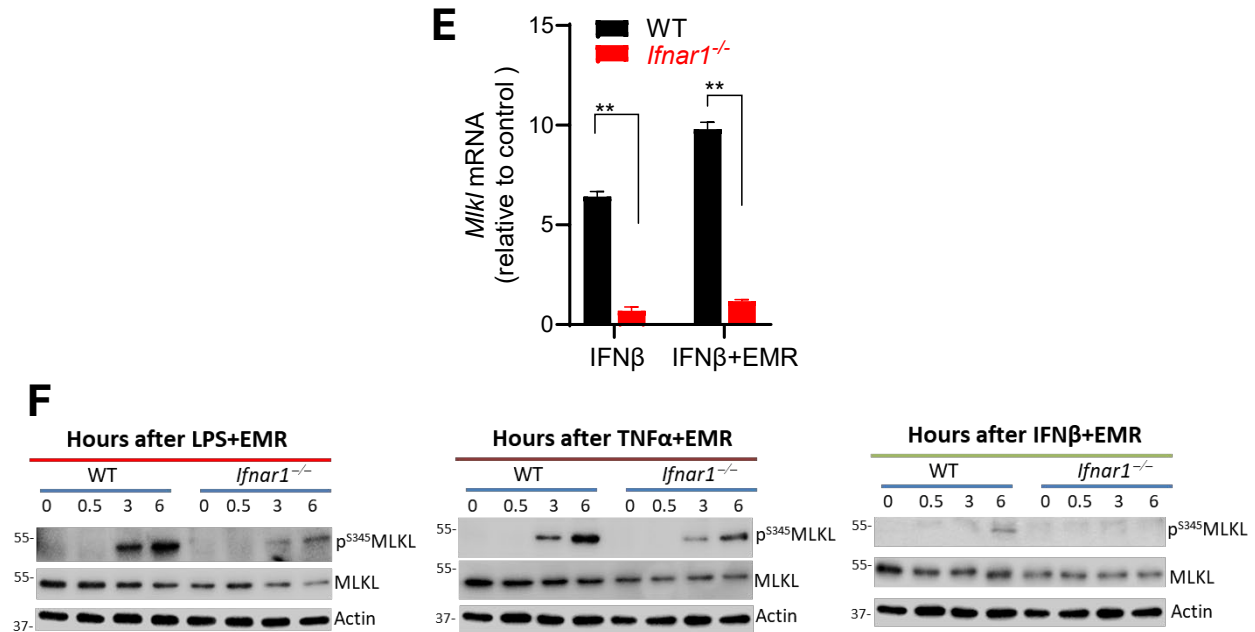 E
15
10
5
0
Mlkl mRNA
(relative to control )
WT
Ifnar1-/-
**
**
IFNβ
IFNβ+EMR
F
Hours after LPS+EMR
WT
Ifnar1−/−
0 0.5 3 6 0 0.5 3 6
55-
pS345MLKL
55-
MLKL
37-
Actin
Hours after TNFα+EMR
WT
Ifnar1−/−
0 0.5 3 6 0 0.5 3 6
55-
pS345MLKL
55-
MLKL
37-
Actin
Hours after IFNβ+EMR
WT
Ifnar1−/−
0 0.5 3 6 0 0.5 3 6
55-
pS345MLKL
55-
MLKL
37-
Actin